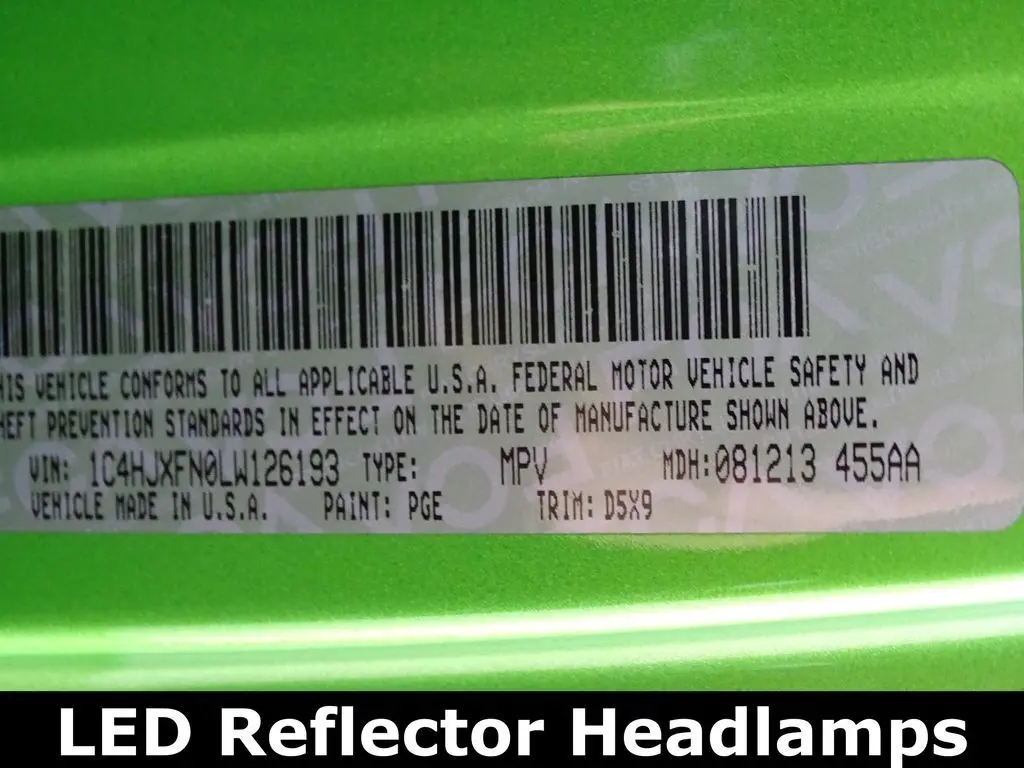 HIS VEHICLE CONFORMS TO ALL APPLICABLE U.S.A. FEDERAL MOTOR VEHICLE SAFETY AND
HEFT PREVENTION STANDARDS IN EFFECT ON THE DATE OF MANUFACTURE SHOWN ABOVE.
VIN: 1C4HJXFN0LW126193 TYPE: MPV MDH:081213 455AA
VEHICLE MADE IN U.S.A. PAINT: PGE TRIM: D5X9
LED Reflector Headlamps